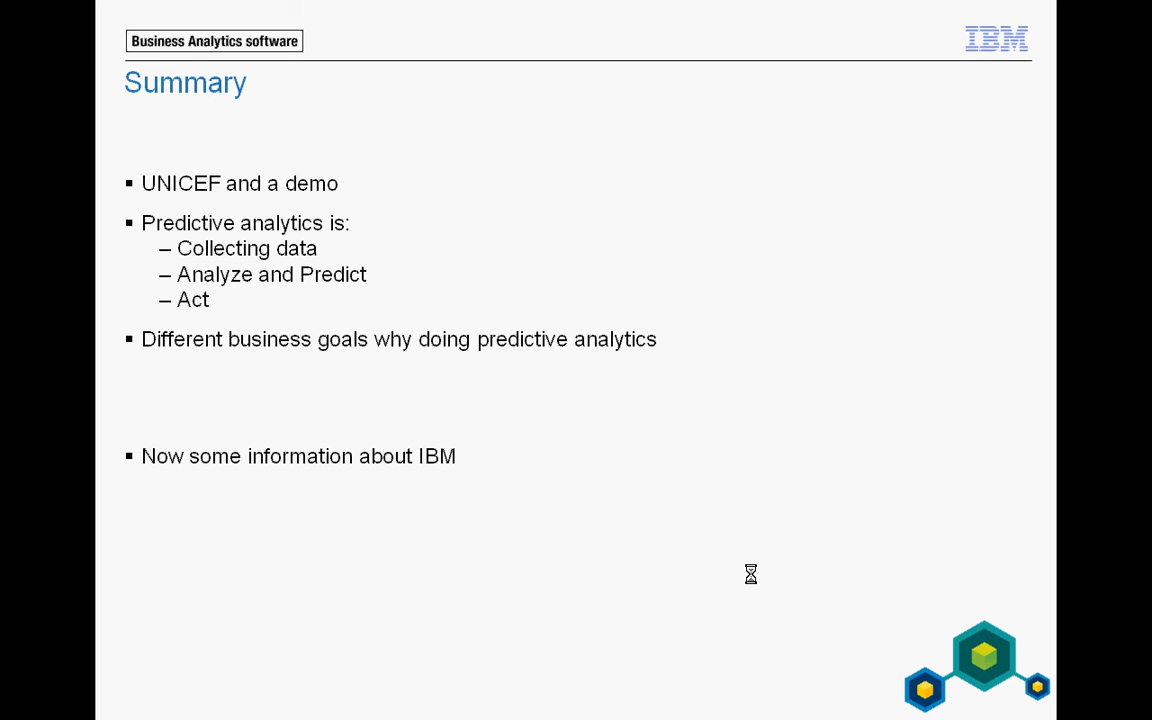 Business Analytics software
IBM
Summary
▪ UNICEF and a demo
▪ Predictive analytics is:
– Collecting data
– Analyze and Predict
– Act
▪ Different business goals why doing predictive analytics
▪ Now some information about IBM